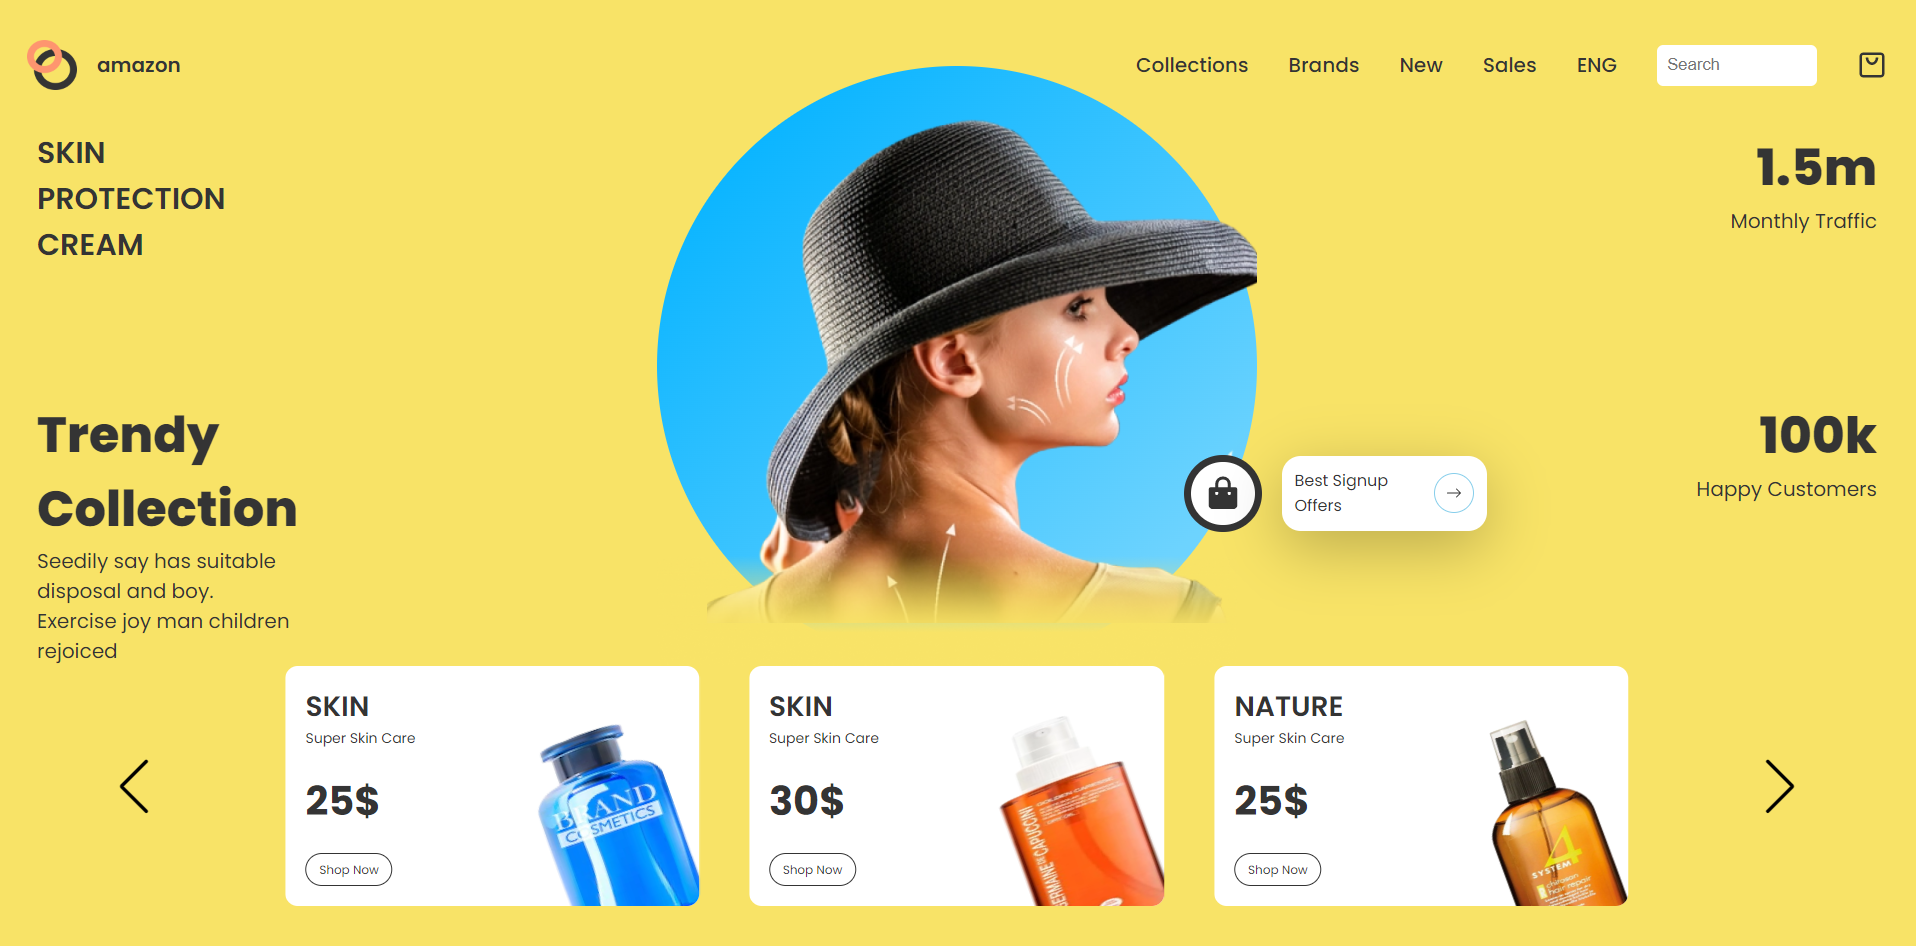 amazon
Collections
Brands
New
Sales
ENG
Search
SKIN
PROTECTION
CREAM
1.5m
Monthly Traffic
Trendy
Collection
Seedily say has suitable
disposal and boy.
Exercise joy man children
rejoiced
Best Signup
Offers
100k
Happy Customers
SKIN
Super Skin Care
25$
Shop Now
BRAND
COSMETICS
SKIN
Super Skin Care
30$
Shop Now
GERMAINE DE CAPUCCINI
NATURE
Super Skin Care
25$
Shop Now
4
SYSTEM